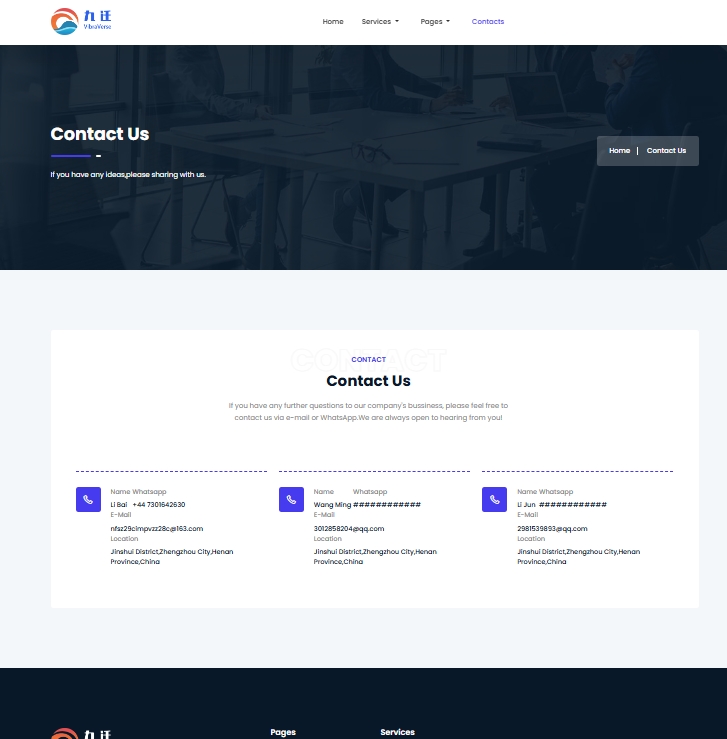 九 迁
VibraVerse
Home Services Pages Contacts
Contact Us
If you have any ideas,please sharing with us.
Home | Contact Us
CONTACT
CONTACT
Contact Us
If you have any further questions to our company's bussiness, please feel free to
contact us via e-mail or WhatsApp.We are always open to hearing from you!
Name Whatsapp
Li Bai +44 7301642630
E-Mail
nfsz29cimpvzz28c@163.com
Location
Jinshui District,Zhengzhou City,Henan
Province,China
Name Whatsapp
Wang Ming ############
E-Mail
3012858204@qq.com
Location
Jinshui District,Zhengzhou City,Henan
Province,China
Name Whatsapp
Li Jun ############
E-Mail
2981539893@qq.com
Location
Jinshui District,Zhengzhou City,Henan
Province,China
九 迁
Pages
Services